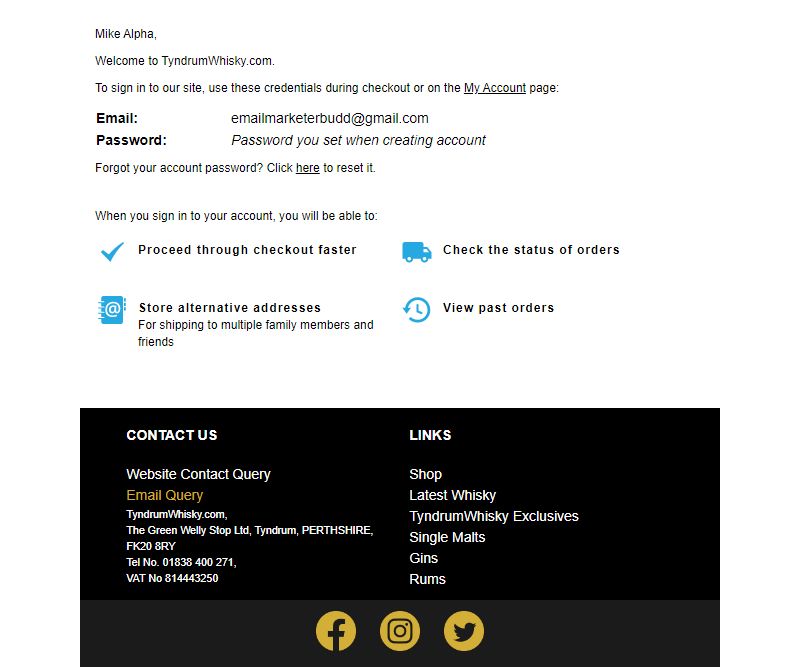 Mike Alpha,
Welcome to TyndrumWhisky.com.
To sign in to our site, use these credentials during checkout or on the My Account page:
Email: emailmarketerbudd@gmail.com
Password: Password you set when creating account
Forgot your account password? Click here to reset it.
When you sign in to your account, you will be able to:
Proceed through checkout faster
Check the status of orders
Store alternative addresses
For shipping to multiple family members and
friends
View past orders
CONTACT US
Website Contact Query
Email Query
TyndrumWhisky.com,
The Green Welly Stop Ltd, Tyndrum, PERTHSHIRE,
FK20 8RY
Tel No. 01838 400 271,
VAT No 814443250
LINKS
Shop
Latest Whisky
TyndrumWhisky Exclusives
Single Malts
Gins
Rums